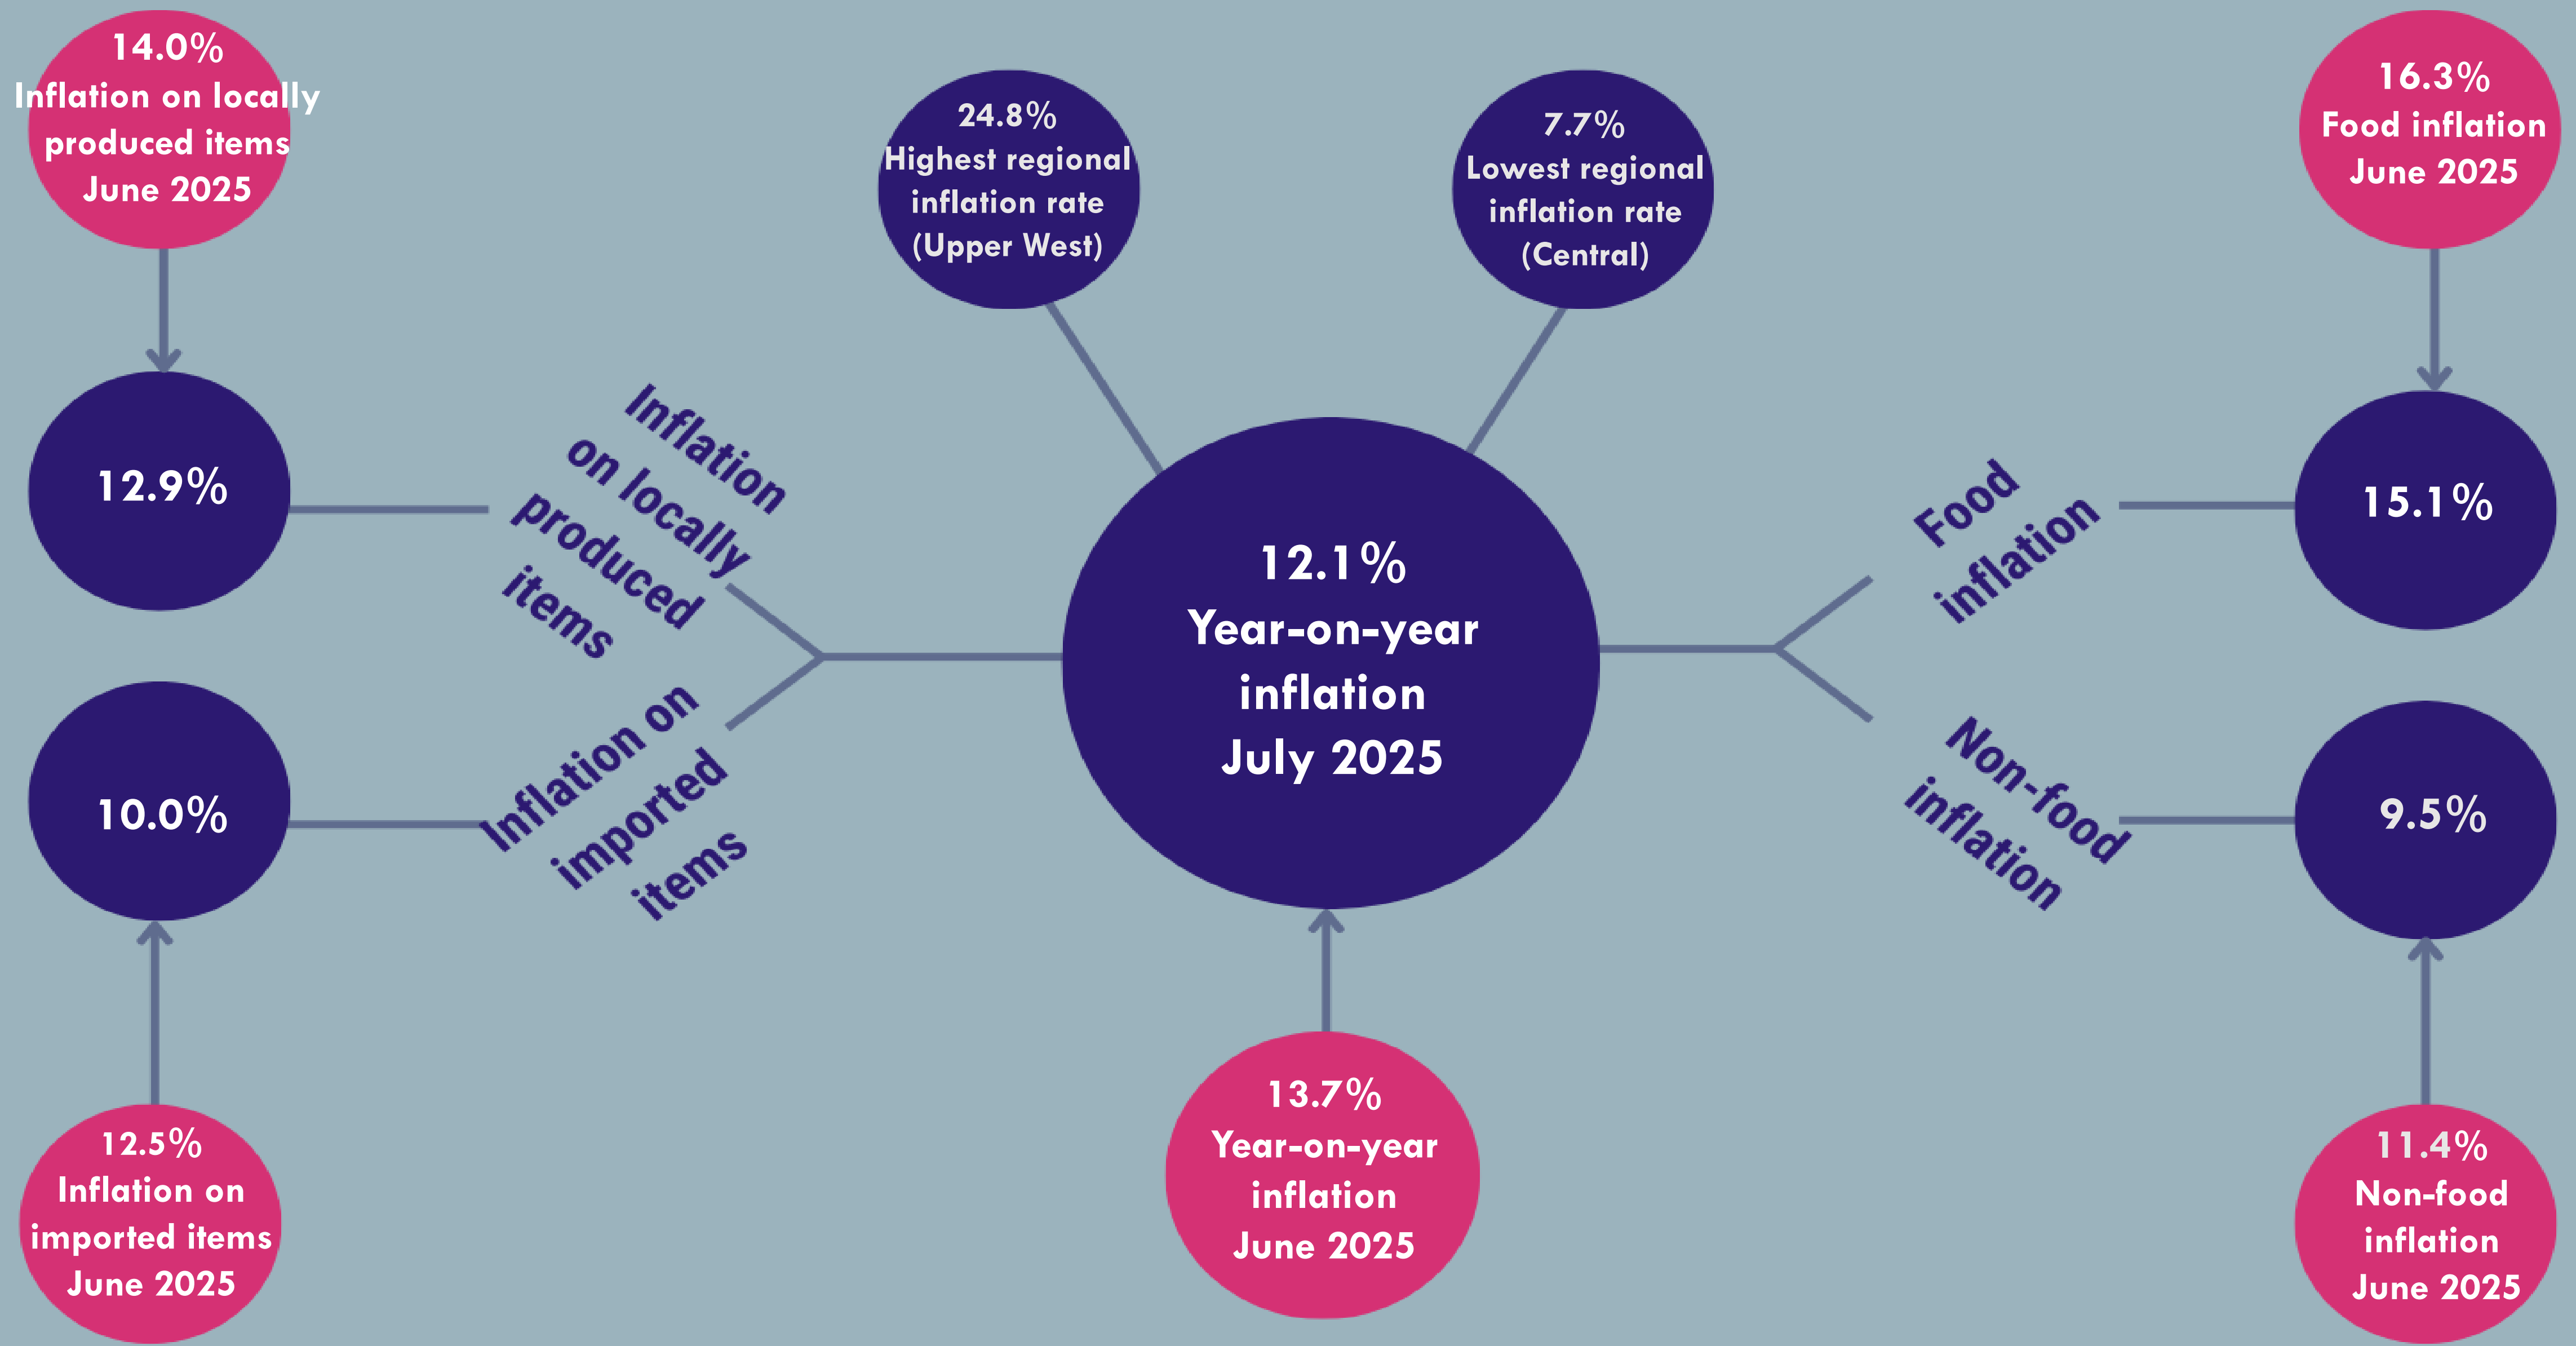 14.0%
Inflation on locally
produced items
June 2025
24.8%
Highest regional
inflation rate
(Upper West)
7.7%
Lowest regional
inflation rate
(Central)
16.3%
Food inflation
June 2025
12.9%
Inflation
on locally
produced
items
10.0%
Inflation on
imported
items
12.1%
Year-on-year
inflation
July 2025
Food
inflation
15.1%
Non-food
inflation
9.5%
12.5%
Inflation on
imported items
June 2025
13.7%
Year-on-year
inflation
June 2025
11.4%
Non-food
inflation
June 2025